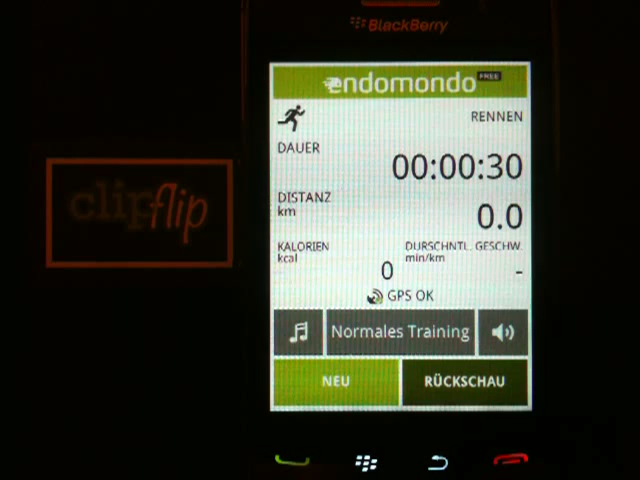 BlackBerry
endomondo FREE
RENNEN
DAUER
00:00:30
DISTANZ
km
0.0
KALORIEN
kcal
0
DURSCHNTL. GESCHW.
min/km
-
GPS OK
Normales Training
NEU
RÜCKSCHAU
clipflip